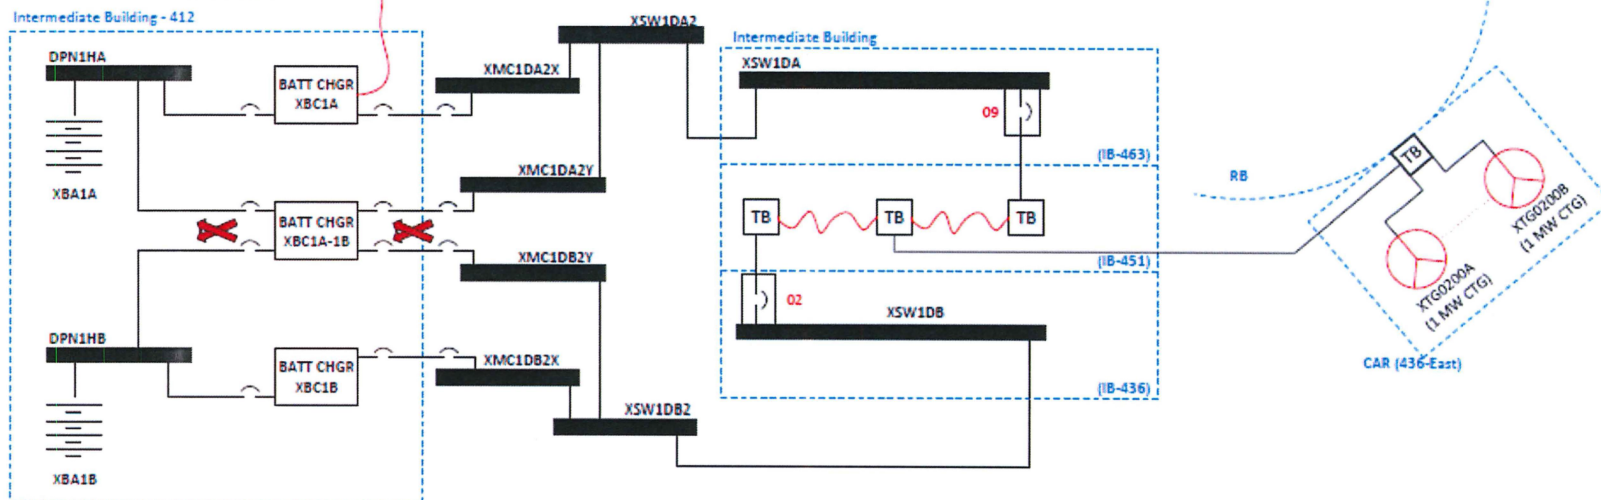 Intermediate Building - 412
DPN1HA
BATT CHGR
XBC1A
XBA1A
BATT CHGR
XBC1A-1B
DPN1HB
BATT CHGR
XBC1B
XBA1B
XSW1DA2
XMC1DA2X
XMC1DA2Y
XMC1DB2Y
XMC1DB2X
XSW1DB2
Intermediate Building
XSW1DA
09
(IB-463)
TB
TB
TB
(IB-451)
02
XSW1DB
(IB-436)
RB
TB
XTG0200B
(1 MW CTG)
XTG0200A
(1 MW CTG)
CAR (436-East)